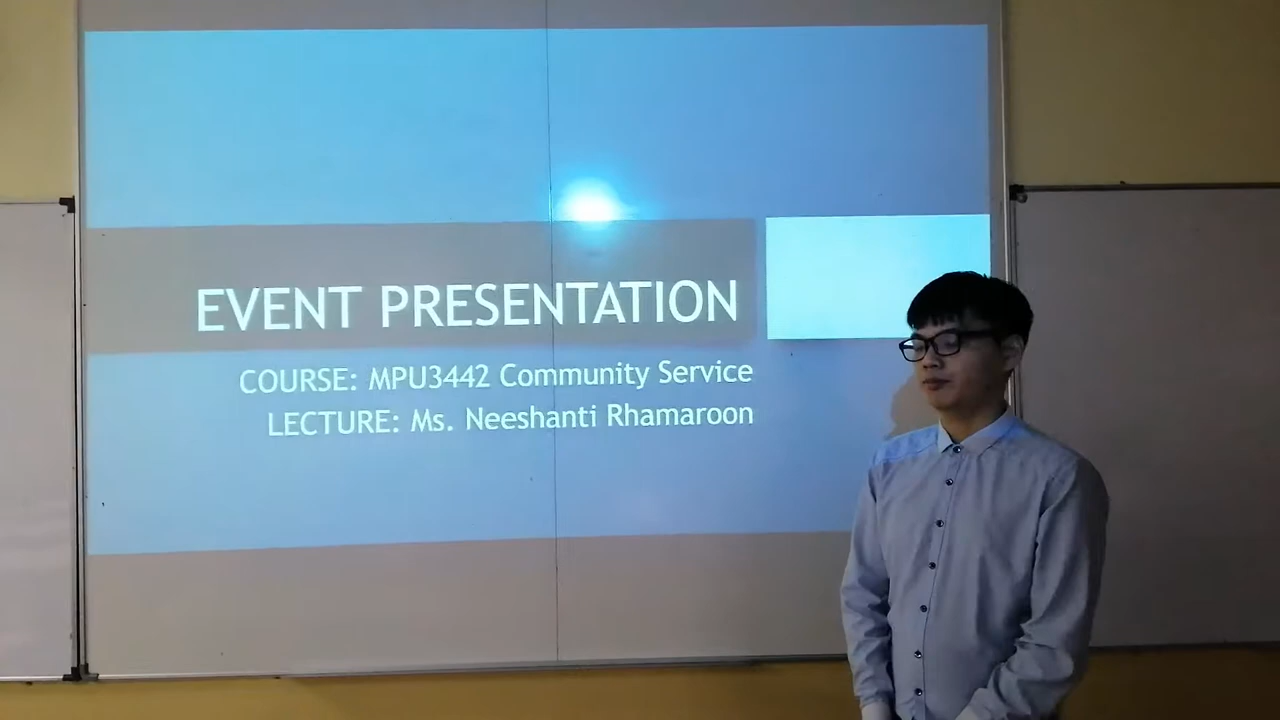 EVENT PRESENTATION
COURSE: MPU3442 Community Service
LECTURE: Ms. Neeshanti Rhamaroon